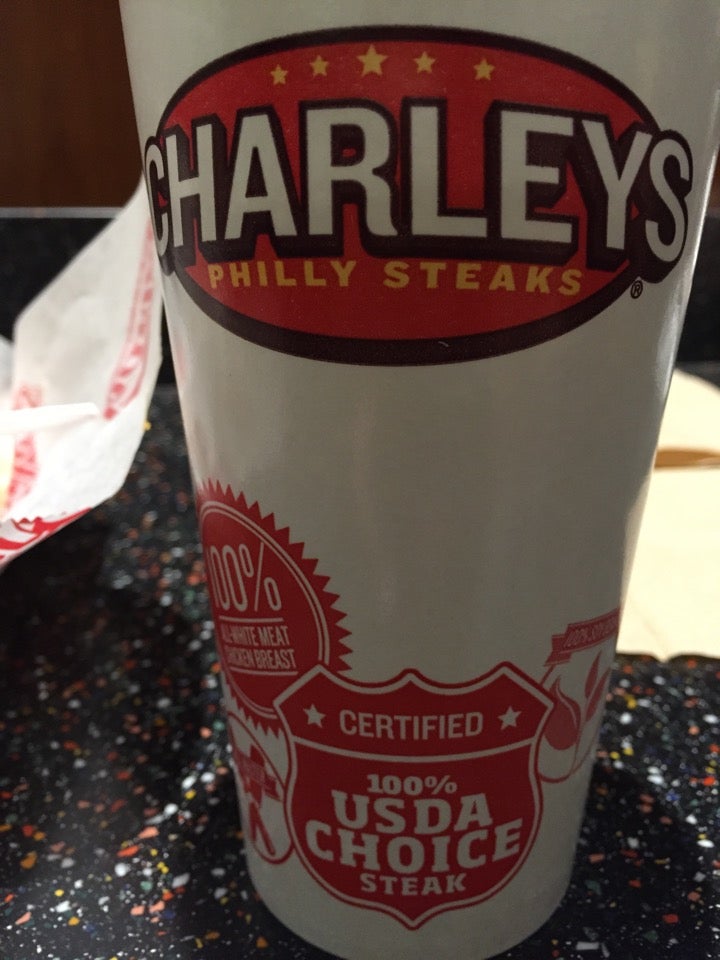 CHARLEYS
PHILLY STEAKS
®
100%
ALL-WHITE MEAT
CHICKEN BREAST
CERTIFIED
100%
USDA
CHOICE
STEAK